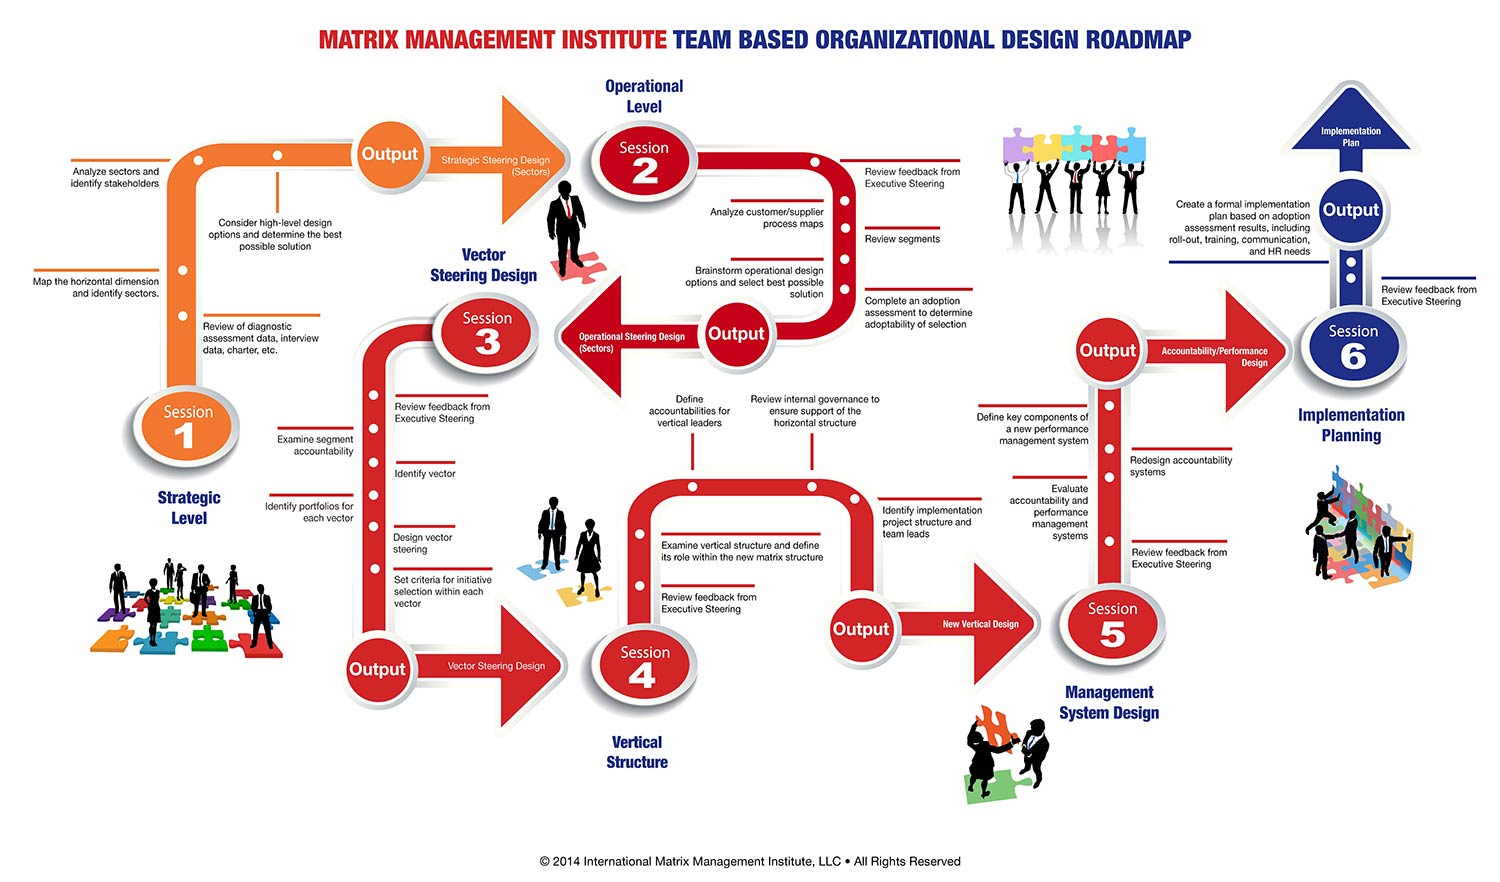 MATRIX MANAGEMENT INSTITUTE TEAM BASED ORGANIZATIONAL DESIGN ROADMAP
Session
1
Strategic
Level
Review of diagnostic
assessment data, interview
data, charter, etc.
Map the horizontal dimension
and identify sectors.
Analyze sectors and
identify stakeholders
Consider high-level design
options and determine the best
possible solution
Output
Strategic Steering Design
(Sectors)
Operational
Level
Session
2
Review feedback from
Executive Steering
Analyze customer/supplier
process maps
Review segments
Brainstorm operational design
options and select best possible
solution
Complete an adoption
assessment to determine
adoptability of selection
Output
Operational Steering Design
(Sectors)
Vector
Steering Design
Session
3
Review feedback from
Executive Steering
Examine segment
accountability
Identify vector
Identify portfolios for
each vector
Design vector
steering
Set criteria for initiative
selection within each
vector
Output
Vector Steering Design
Session
4
Vertical
Structure
Review feedback from
Executive Steering
Examine vertical structure and define
its role within the new matrix structure
Define
accountabilities for
vertical leaders
Review internal governance to
ensure support of the
horizontal structure
Identify implementation
project structure and
team leads
Output
New Vertical Design
Session
5
Management
System Design
Review feedback from
Executive Steering
Evaluate
accountability and
performance
management
systems
Redesign accountability
systems
Define key components of
a new performance
management system
Output
Accountability/Performance
Design
Session
6
Implementation
Planning
Review feedback from
Executive Steering
Create a formal implementation
plan based on adoption
assessment results, including
roll-out, training, communication,
and HR needs
Output
Implementation
Plan
© 2014 International Matrix Management Institute, LLC • All Rights Reserved